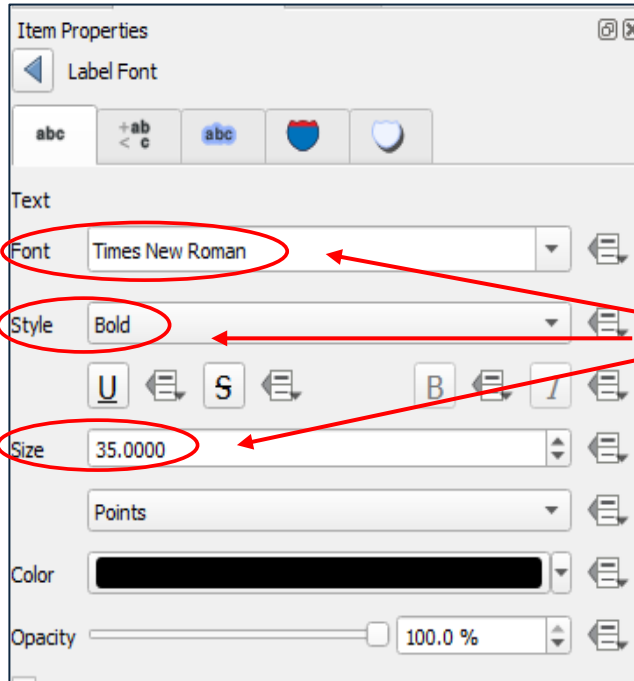 Item Properties
Label Font
abc
+ab
< c
abc
Text
Font Times New Roman
Style Bold
U S B I
Size 35.0000
Points
Color
Opacity 100.0 %